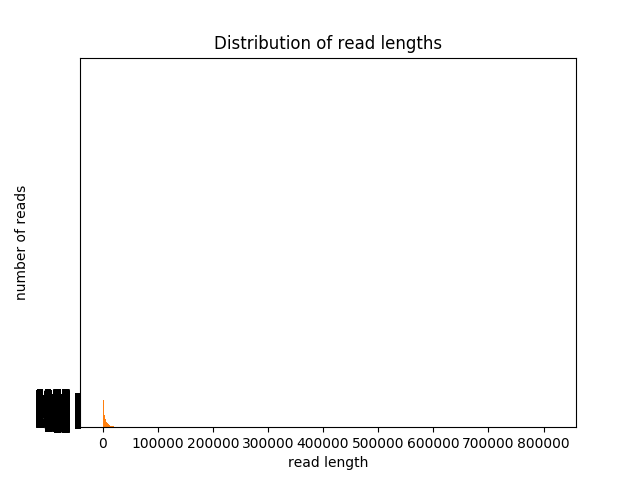 Distribution of read lengths
number of reads
0 100000 200000 300000 400000 500000 600000 700000 800000
read length